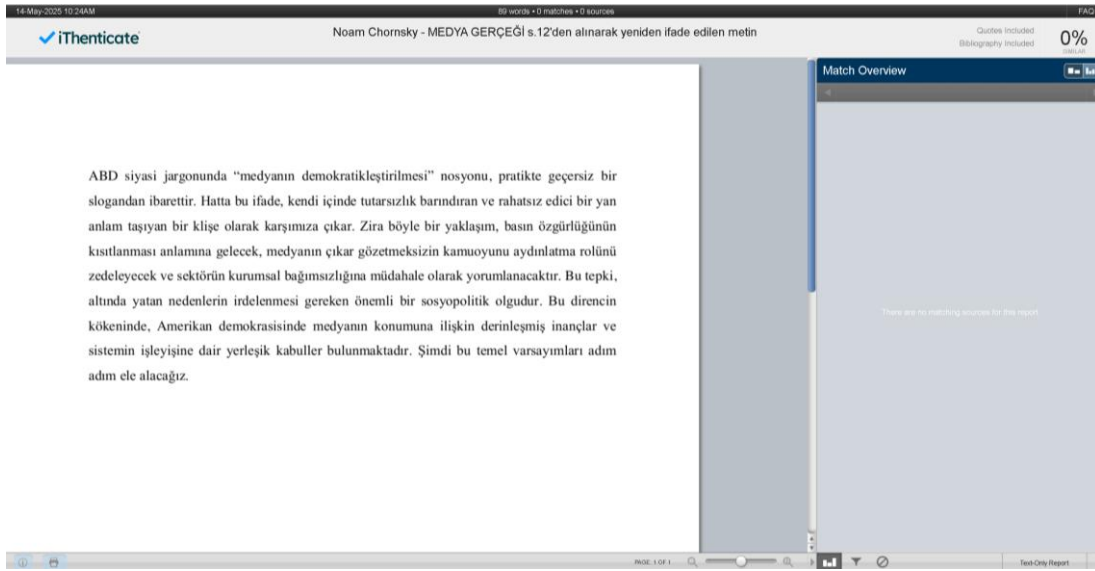 14-May-2025 10:24AM
89 words • 0 matches • 0 sources
FAQ
iThenticate
Noam Chornsky - MEDYA GERÇEĞİ s.12'den alınarak yeniden ifade edilen metin
Quotes Included
Bibliography Included
0%
SIMILAR
Match Overview
ABD siyasi jargonunda “medyanın demokratikleştirilmesi” nosyonu, pratikte geçersiz bir
slogandan ibarettir. Hatta bu ifade, kendi içinde tutarsızlık barındıran ve rahatsız edici bir yan
anlam taşıyan bir klişe olarak karşımıza çıkar. Zira böyle bir yaklaşım, basın özgürlüğünün
kısıtlanması anlamına gelecek, medyanın çıkar gözetmeksizin kamuoyunu aydınlatma rolünü
zedeleyecek ve sektörün kurumsal bağımsızlığına müdahale olarak yorumlanacaktır. Bu tepki,
altında yatan nedenlerin irdelenmesi gereken önemli bir sosyopolitik olgudur. Bu direncin
kökeninde, Amerikan demokrasisinde medyanın konumuna ilişkin derinleşmiş inançlar ve
sistemin işleyişine dair yerleşik kabuller bulunmaktadır. Şimdi bu temel varsayımları adım
adım ele alacağız.
There are no matching sources for this report.
PAGE: 1 OF 1
Text-Only Report